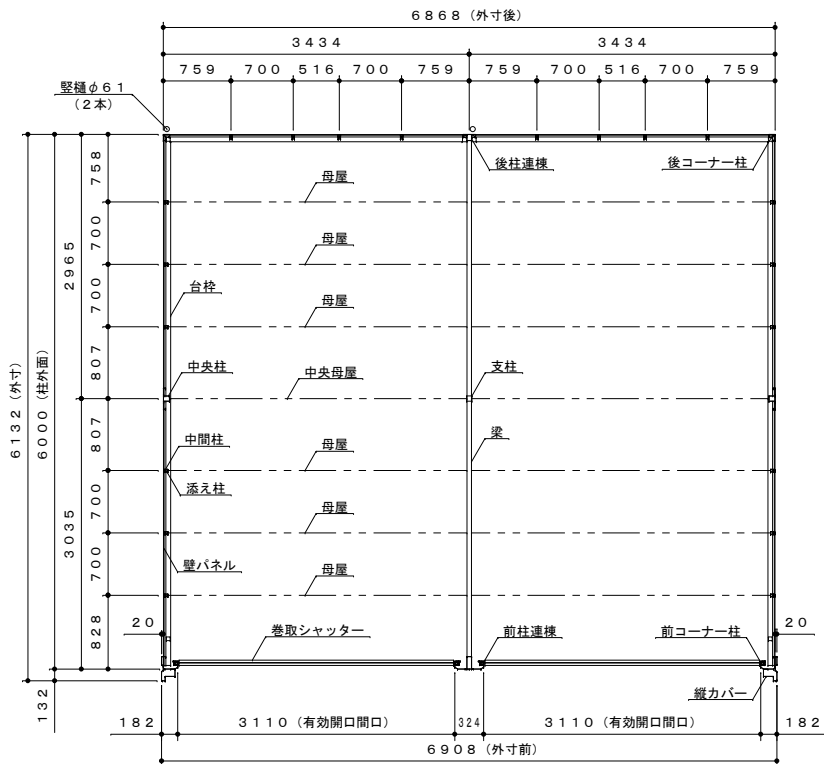 ６８６８（外寸後）
３４３４
３４３４
７５９
７００
５１６
７００
７５９
７５９
７００
５１６
７００
７５９
竪樋φ６１
（２本）
後柱連棟
後コーナー柱
母屋
母屋
台枠
母屋
中央柱
中央母屋
支柱
梁
中間柱
母屋
添え柱
母屋
壁パネル
母屋
巻取シャッター
前柱連棟
前コーナー柱
縦カバー
７５８
７００
７００
８０７
８０７
７００
７００
８２８
２９６５
３０３５
６０００（柱外面）
６１３２（外寸）
１３２
２０
２０
１８２
３１１０（有効開口間口）
３２４
３１１０（有効開口間口）
１８２
６９０８（外寸前）